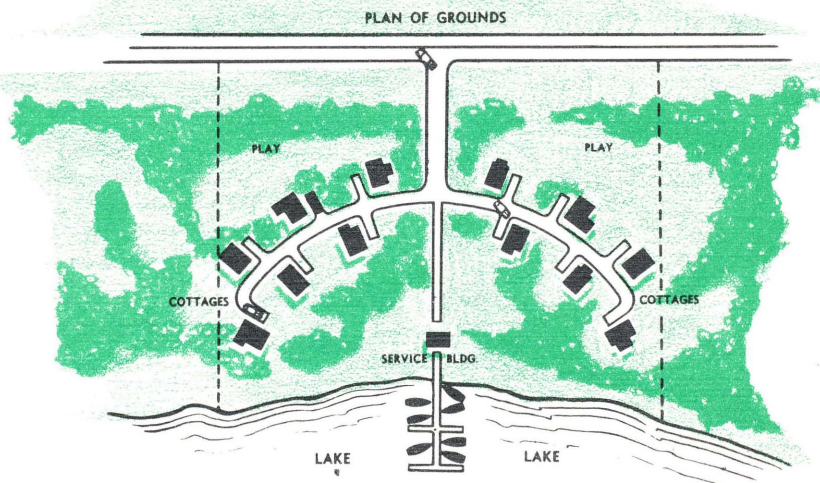 PLAN OF GROUNDS
PLAY
PLAY
COTTAGES
COTTAGES
SERVICE BLDG.
LAKE
LAKE